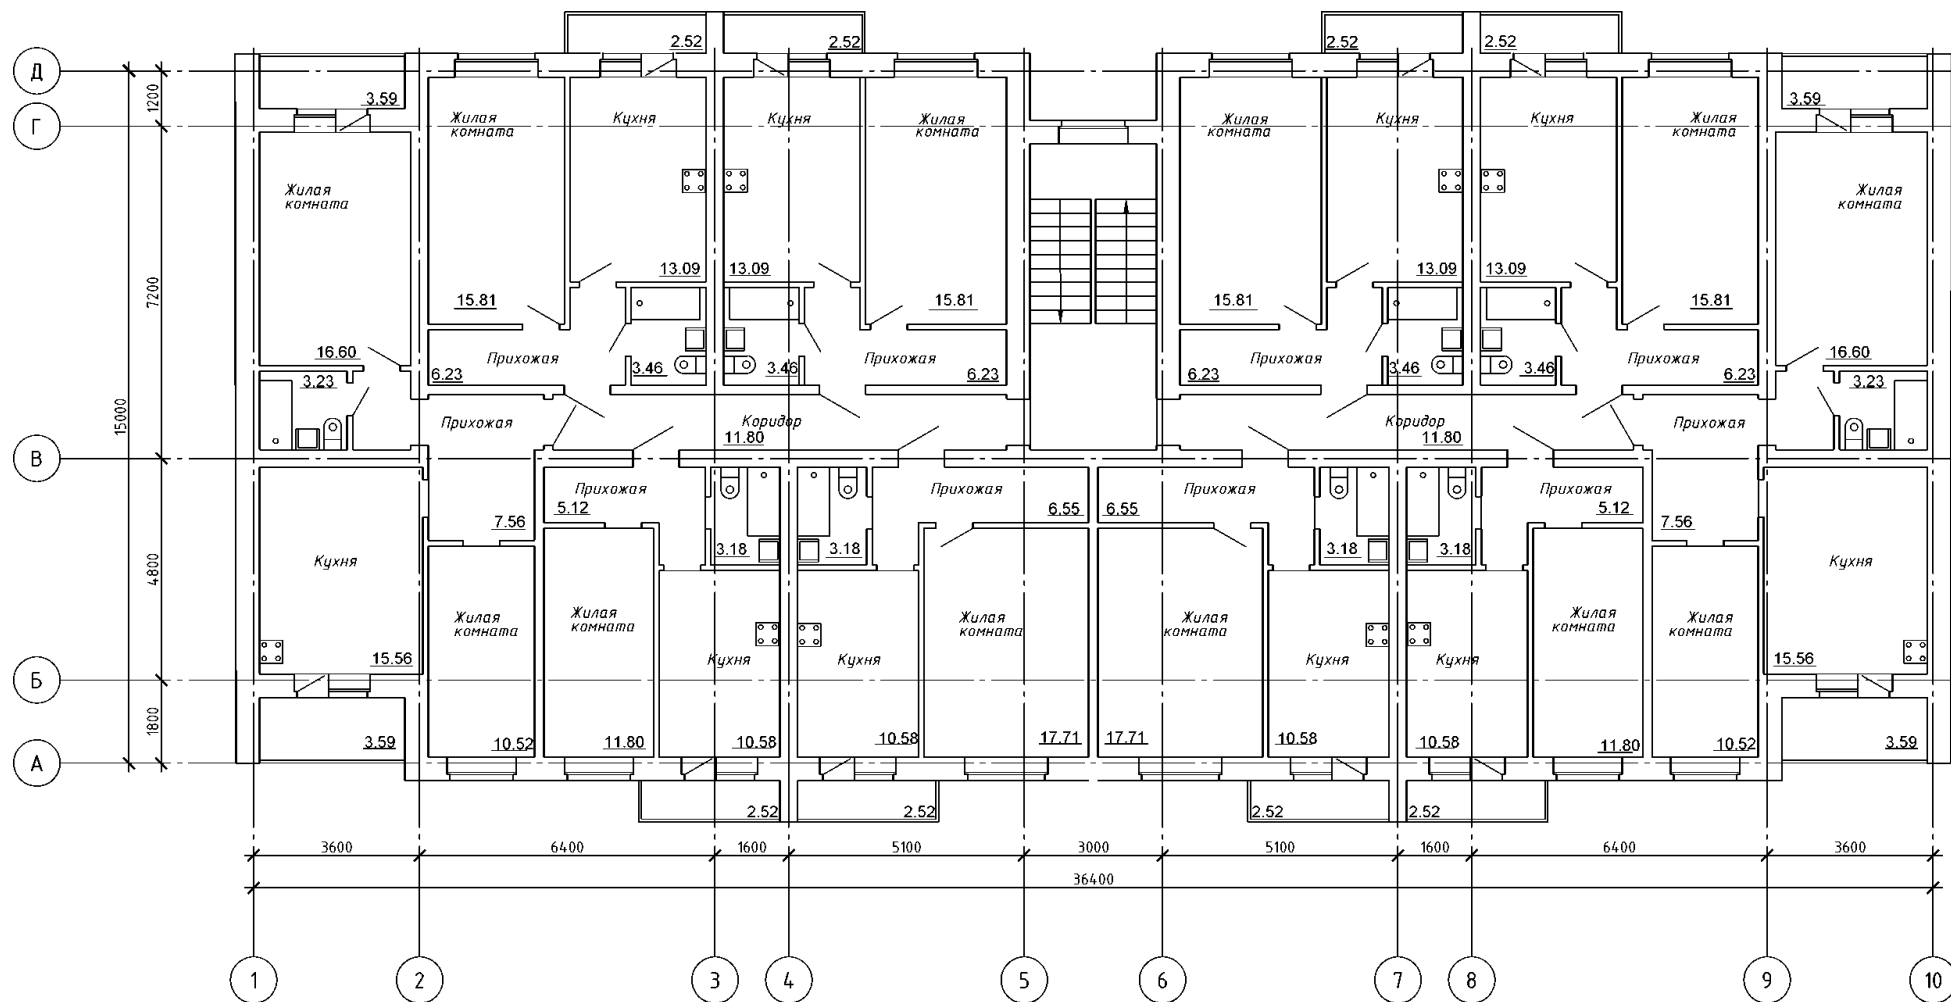 2.52
2.52
2.52
2.52
Д
1200
3.59
3.59
Г
Жилая
комната
Кухня
Кухня
Жилая
комната
Жилая
комната
Кухня
Кухня
Жилая
комната
Жилая
комната
Жилая
комната
7200
15.81
13.09
13.09
15.81
15.81
13.09
13.09
15.81
16.60
Прихожая
Прихожая
Прихожая
Прихожая
16.60
3.23
6.23
3.46
3.46
6.23
6.23
3.46
3.46
6.23
3.23
15000
Прихожая
Коридор
11.80
Коридор
11.80
Прихожая
В
Прихожая
5.12
Прихожая
6.55
Прихожая
6.55
Прихожая
5.12
7.56
7.56
3.18
3.18
3.18
3.18
4800
Кухня
Кухня
Жилая
комната
Жилая
комната
Жилая
комната
Жилая
комната
Жилая
комната
Жилая
комната
Кухня
Кухня
Кухня
Кухня
15.56
15.56
Б
1800
3.59
10.52
11.80
10.58
10.58
17.71
17.71
10.58
10.58
11.80
10.52
3.59
А
2.52
2.52
2.52
2.52
3600
6400
1600
5100
3000
5100
1600
6400
3600
36400
1
2
3
4
5
6
7
8
9
10